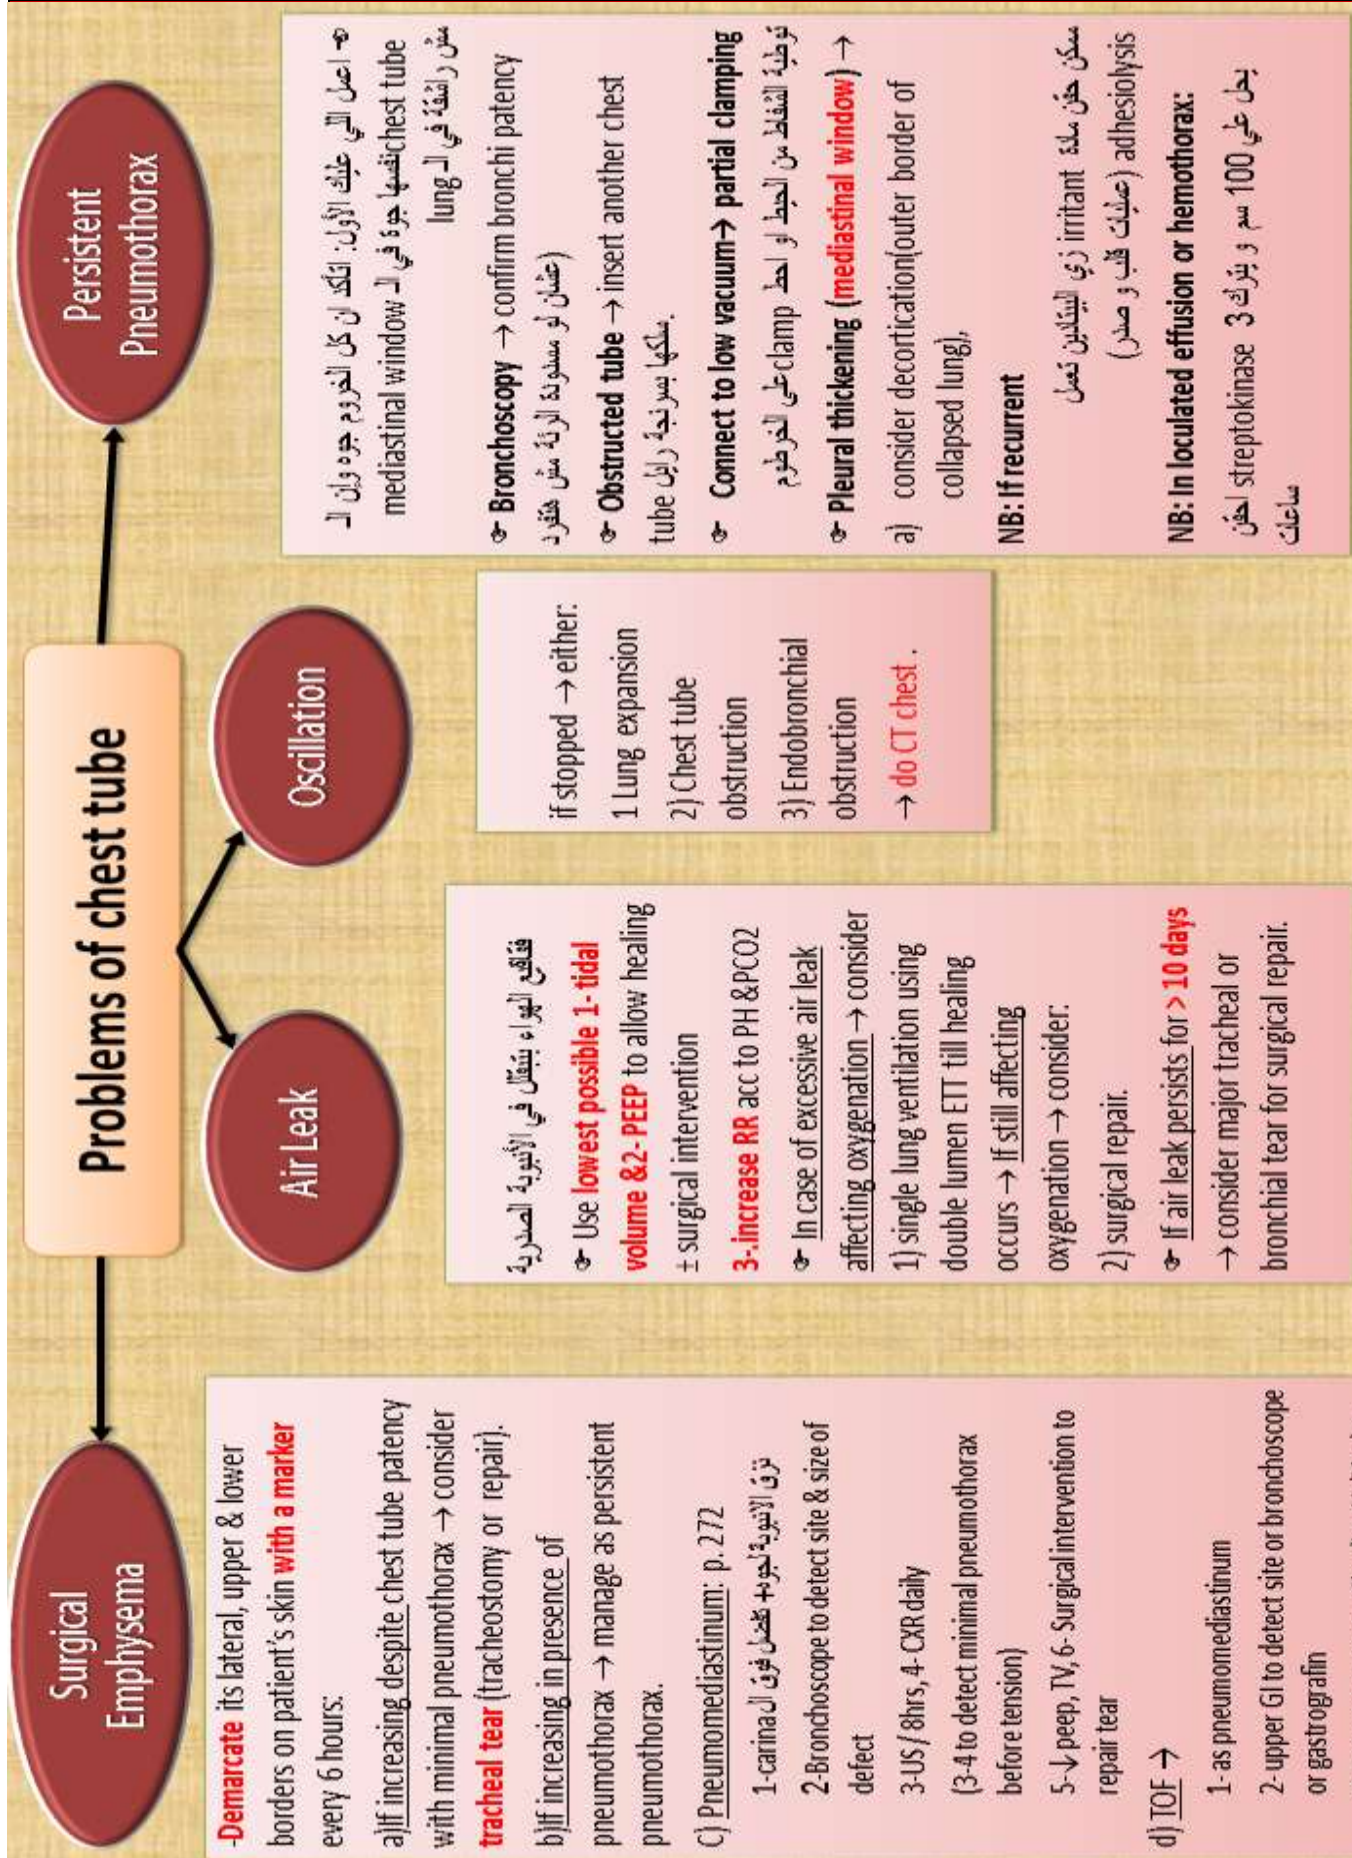 Problems of chest tube
Surgical
Emphysema
-Demarcate its lateral, upper & lower
borders on patient's skin with a marker
every 6 hours:
a)If increasing despite chest tube patency
with minimal pneumothorax → consider
tracheal tear (tracheostomy or repair).
b)If increasing in presence of
pneumothorax → manage as persistent
pneumothorax.
C) Pneumomediastinum: p. 272
1-carina تزق الانبوبة لجوه+ تفضل فوق ال
2-Bronchoscope to detect site & size of
defect
3-US / 8hrs, 4- CXR daily
(3-4 to detect minimal pneumothorax
before tension)
5-↓ peep, TV, 6- Surgical intervention to
repair tear
d) TOF →
1- as pneumomediastinum
2-upper GI to detect site or bronchoscope
or gastrografin
Air Leak
فقاقيع الهواء بتبقلل في الأنبوبة الصدرية
☞ Use lowest possible 1- tidal
volume &2- PEEP to allow healing
± surgical intervention
3-.increase RR acc to PH &PCO2
☞ In case of excessive air leak
affecting oxygenation → consider
1) single lung ventilation using
double lumen ETT till healing
occurs → If still affecting
oxygenation → consider:
2) surgical repair.
☞ If air leak persists for > 10 days
→ consider major tracheal or
bronchial tear for surgical repair.
Oscillation
if stopped → either:
1 Lung expansion
2) Chest tube
obstruction
3) Endobronchial
obstruction
→ do CT chest .
Persistent
Pneumothorax
☞ اعمل اللي عليك الأول: اتأكد ان كل الخروم جوه وإن الـ
mediastinal window نفسها جوة في الـ chest tube
مش راشقة في الـ lung
☞ Bronchoscopy → confirm bronchi patency
(عشان لو مسدودة الرئة مش هتفرد)
☞ Obstructed tube → insert another chest
tube سلكها بسرنجة رايل.
☞ Connect to low vacuum→ partial clamping
توطية الشفاط من الحيط او احط clamp على الخرطوم
☞ Pleural thickening (mediastinal window) →
a) consider decortication(outer border of
collapsed lung),
NB: If recurrent
ممكن حقن مادة irritant زي البيتادين تعمل
adhesiolysis (عمليات قلب و صدر)
NB: In loculated effusion or hemothorax:
احقن streptokinase يحل علي 100 سم و يترك 3
ساعات